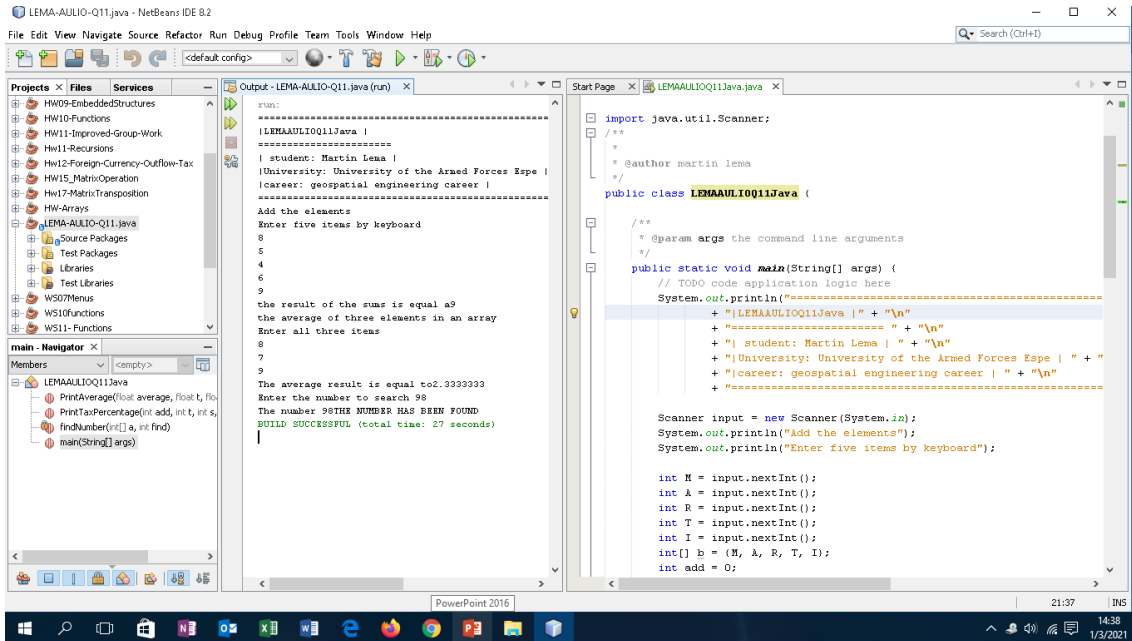 LEMA-AULIO-Q11.java - NetBeans IDE 8.2
File Edit View Navigate Source Refactor Run Debug Profile Team Tools Window Help
Search (Ctrl+I)
<default config>
Projects Files Services
HW09-EmbeddedStructures
HW10-Functions
HW11-Improved-Group-Work
Hw11-Recursions
Hw12-Foreign-Currency-Outflow-Tax
HW15_MatrixOperation
Hw17-MatrixTransposition
HW-Arrays
LEMA-AULIO-Q11.java
Source Packages
Test Packages
Libraries
Test Libraries
WS07Menus
WS10functions
WS11- Functions
main - Navigator
Members <empty>
LEMAAULIOQ11Java
PrintAverage(float average, float t, flo
PrintTaxPercentage(int add, int t, int s,
findNumber(int[] a, int find)
main(String[] args)
Output - LEMA-AULIO-Q11.java (run)
run:
==================================================
|LEMAAULIOQ11Java |
=======================
| student: Martin Lema |
|University: University of the Armed Forces Espe |
|career: geospatial engineering career |
==================================================
Add the elements
Enter five items by keyboard
8
5
4
6
9
the result of the sums is equal a9
the average of three elements in an array
Enter all three items
8
7
9
The average result is equal to2.3333333
Enter the number to search 98
The number 98THE NUMBER HAS BEEN FOUND
BUILD SUCCESSFUL (total time: 27 seconds)
Start Page LEMAAULIOQ11Java.java
import java.util.Scanner;
/**
*
* @author martin lema
*/
public class LEMAAULIOQ11Java {
/**
* @param args the command line arguments
*/
public static void main(String[] args) {
// TODO code application logic here
System.out.println("===============================================
+ "|LEMAAULIOQ11Java |" + "\n"
+ "======================= " + "\n"
+ "| student: Martin Lema | " + "\n"
+ "|University: University of the Armed Forces Espe | " + "
+ "|career: geospatial engineering career | " + "\n"
+ "========================================================
Scanner input = new Scanner(System.in);
System.out.println("Add the elements");
System.out.println("Enter five items by keyboard");
int M = input.nextInt();
int A = input.nextInt();
int R = input.nextInt();
int T = input.nextInt();
int I = input.nextInt();
int[] b = {M, A, R, T, I};
int add = 0;
PowerPoint 2016
21:37 INS
14:38
1/3/2021